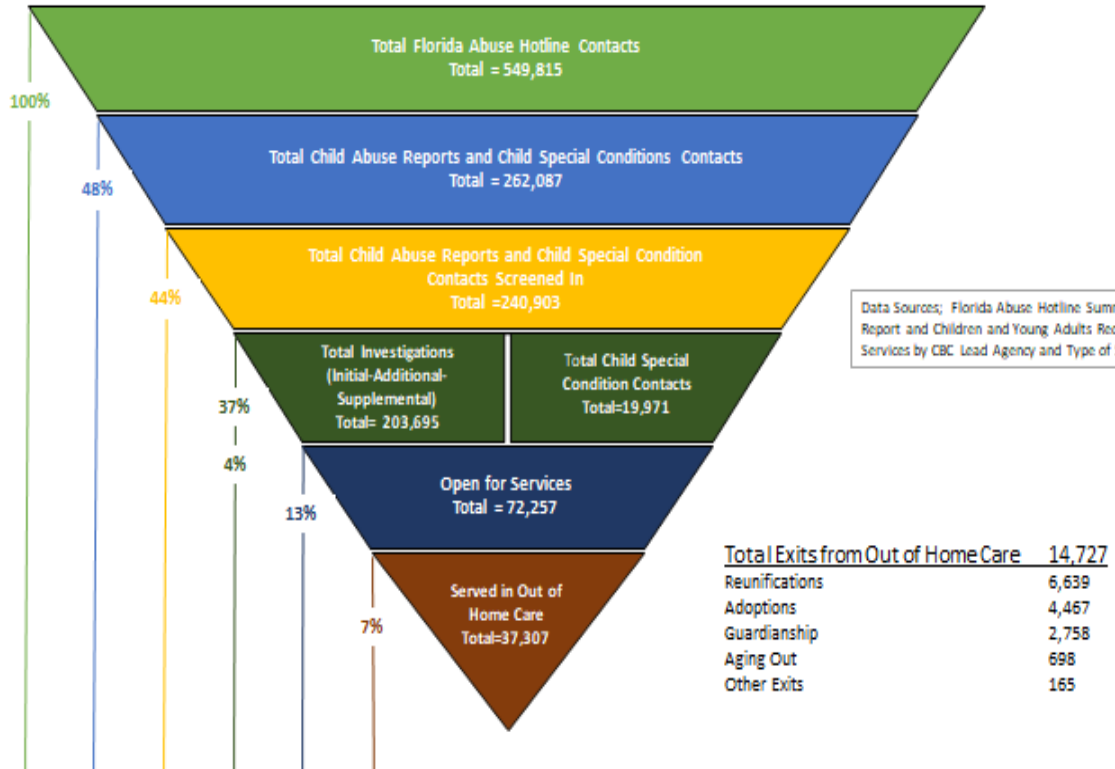 Total Florida Abuse Hotline Contacts
Total = 549,815
100%
Total Child Abuse Reports and Child Special Conditions Contacts
Total = 262,087
48%
Total Child Abuse Reports and Child Special Condition
Contacts Screened In
Total =240,903
44%
Data Sources; Florida Abuse Hotline
Report and Children and Young Adults
Services by CBC Lead Agency and Type of
Total Investigations
(Initial-Additional-
Supplemental)
Total= 203,695
Total Child Special
Condition Contacts
Total=19,971
37%
4%
Open for Services
Total = 72,257
13%
Served in Out of
Home Care
Total=37,307
7%
Total Exits from Out of Home Care 14,727
Reunifications 6,639
Adoptions 4,467
Guardianship 2,758
Aging Out 698
Other Exits 165